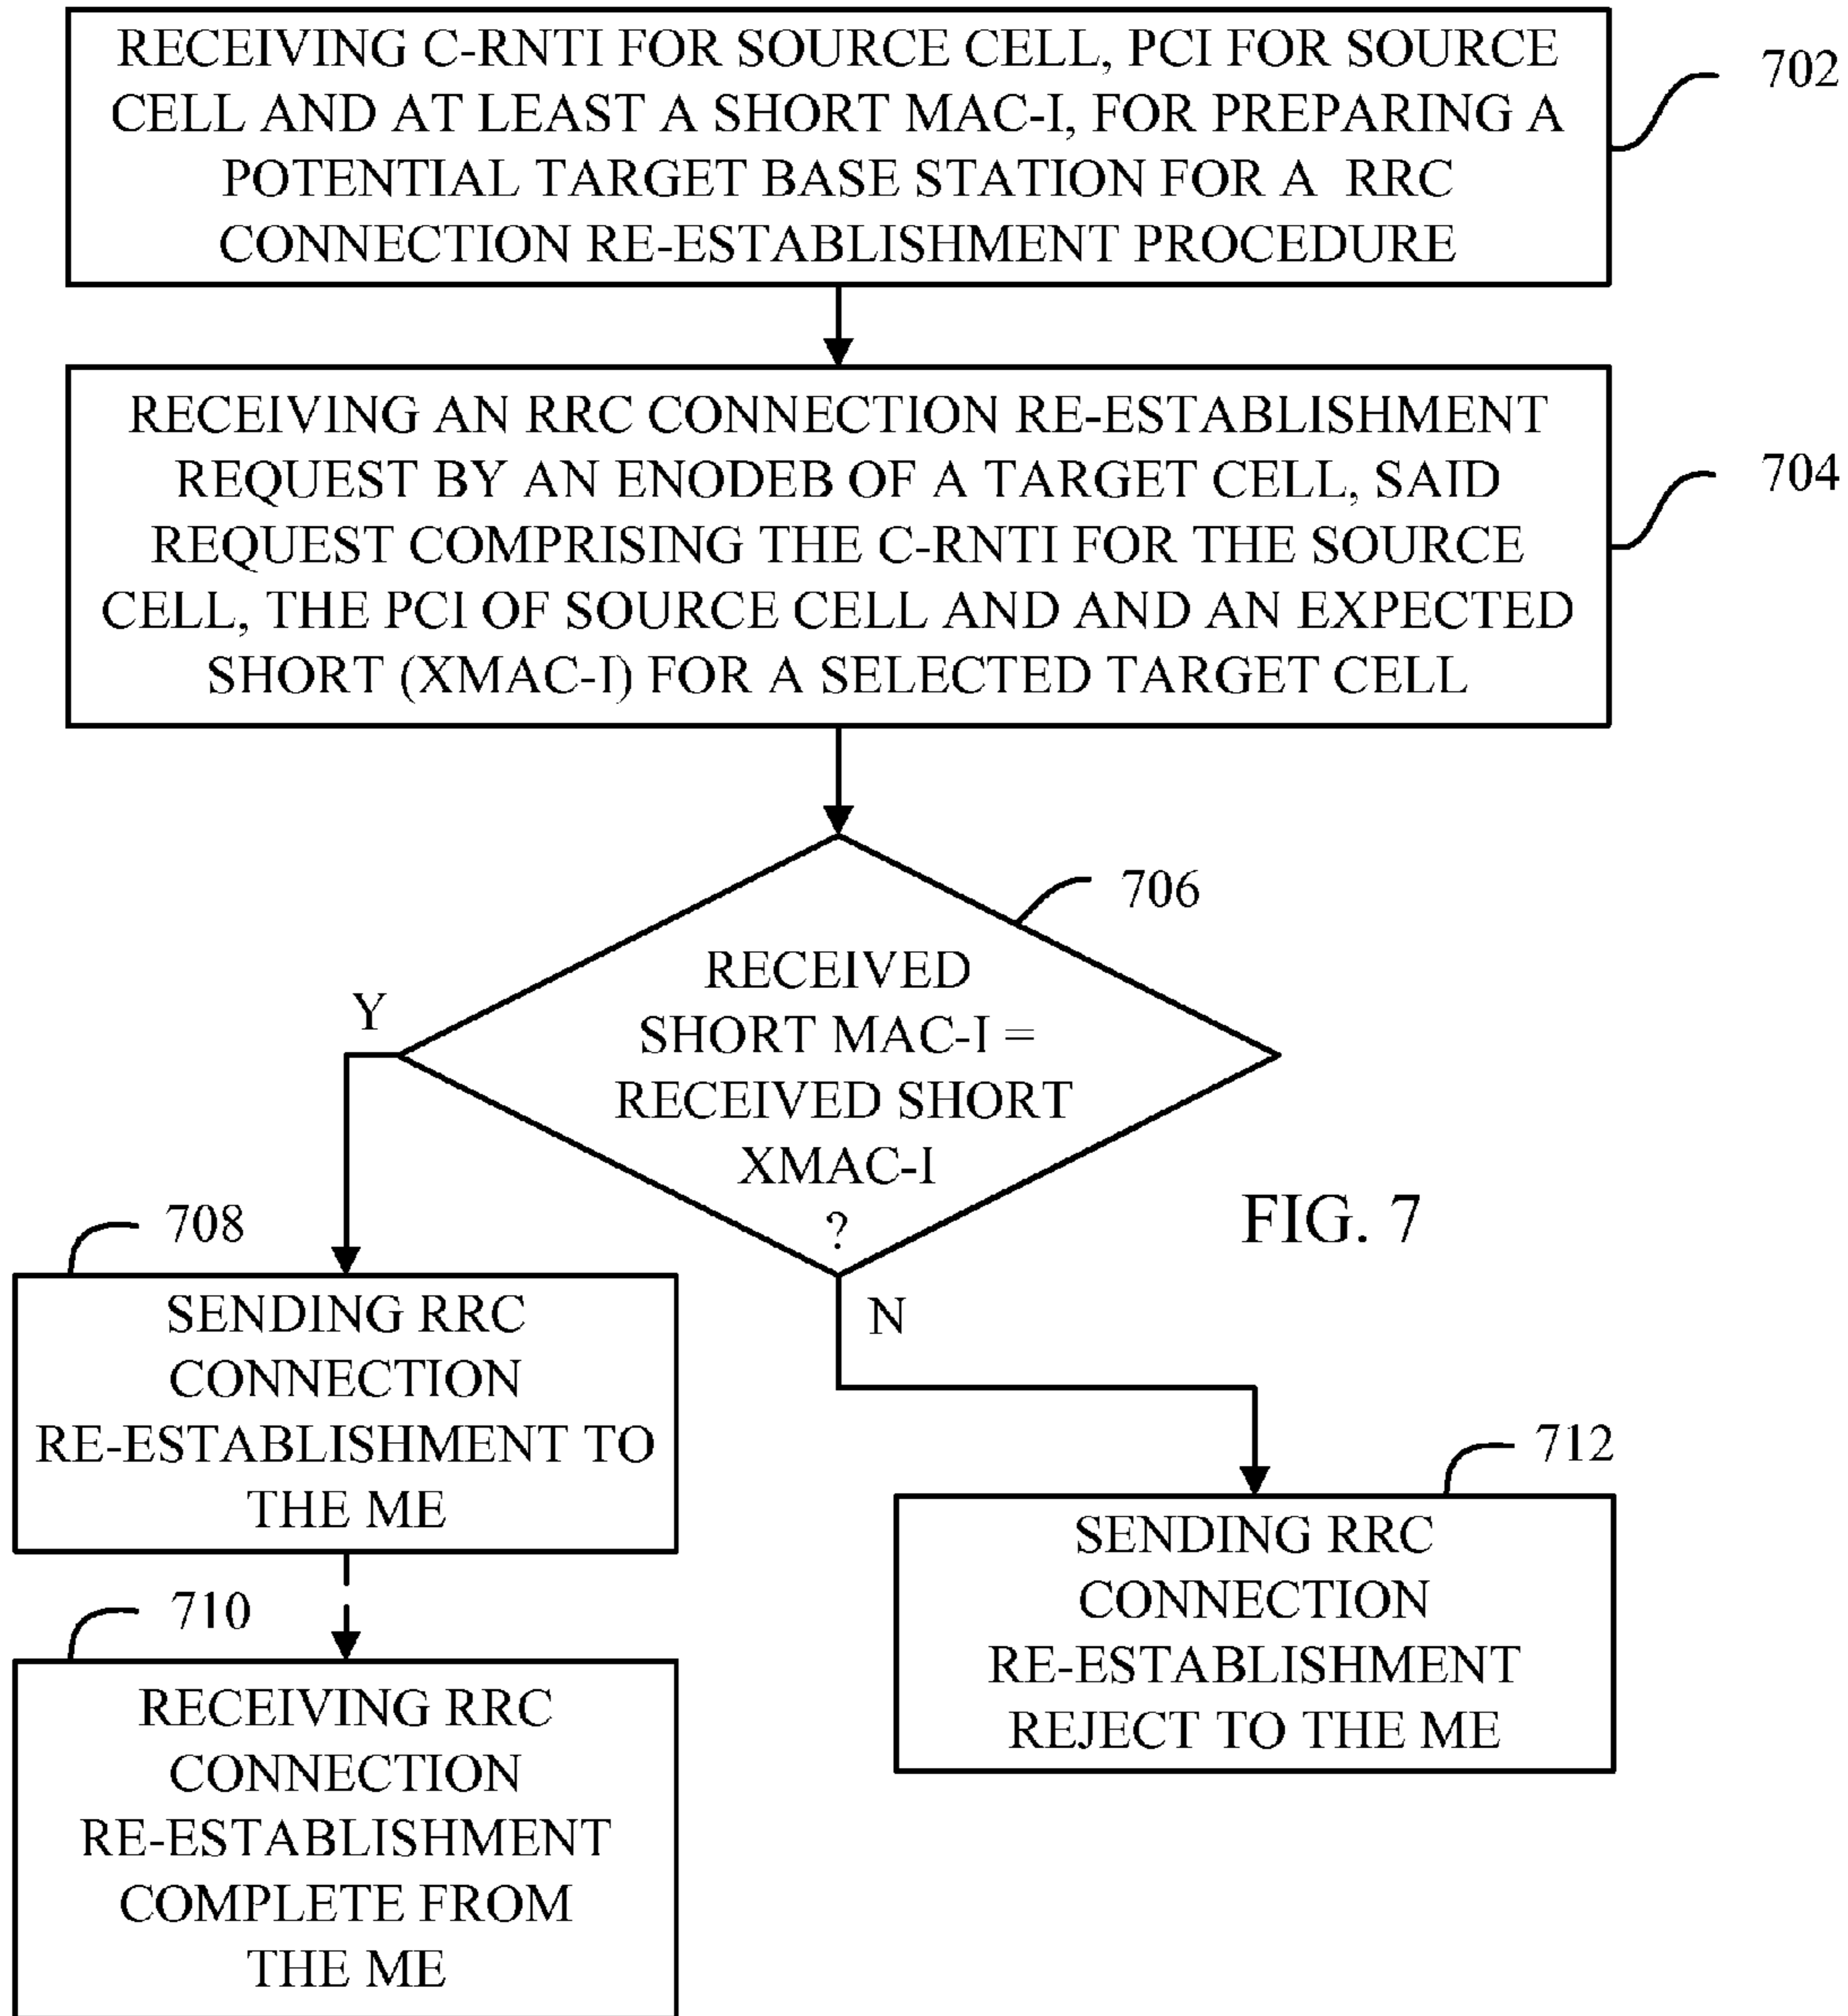 RECEIVING C-RNTI FOR SOURCE CELL, PCI FOR SOURCE
CELL AND AT LEAST A SHORT MAC-I, FOR PREPARING A
POTENTIAL TARGET BASE STATION FOR A RRC
CONNECTION RE-ESTABLISHMENT PROCEDURE
702
RECEIVING AN RRC CONNECTION RE-ESTABLISHMENT
REQUEST BY AN ENODEB OF A TARGET CELL, SAID
REQUEST COMPRISING THE C-RNTI FOR THE SOURCE
CELL, THE PCI OF SOURCE CELL AND AND AN EXPECTED
SHORT (XMAC-I) FOR A SELECTED TARGET CELL
704
706
RECEIVED
SHORT MAC-I =
RECEIVED SHORT
XMAC-I
?
Y
N
FIG. 7
708
SENDING RRC
CONNECTION
RE-ESTABLISHMENT TO
THE ME
710
RECEIVING RRC
CONNECTION
RE-ESTABLISHMENT
COMPLETE FROM
THE ME
712
SENDING RRC
CONNECTION
RE-ESTABLISHMENT
REJECT TO THE ME